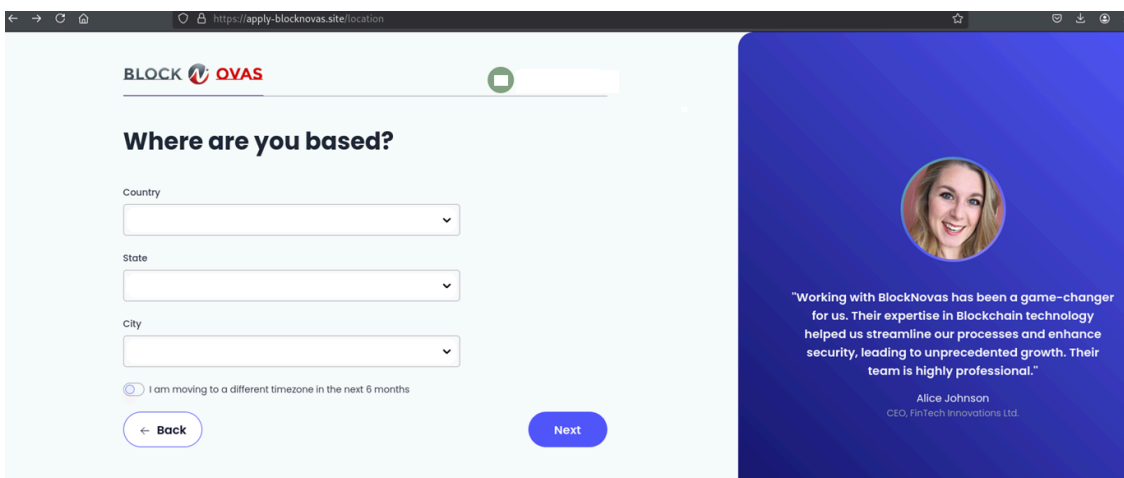 https://apply-blocknovas.site/location
BLOCK N OVAS
Where are you based?
Country
State
City
I am moving to a different timezone in the next 6 months
← Back
Next
"Working with BlockNovas has been a game-changer
for us. Their expertise in Blockchain technology
helped us streamline our processes and enhance
security, leading to unprecedented growth. Their
team is highly professional."
Alice Johnson
CEO, FinTech Innovations Ltd.